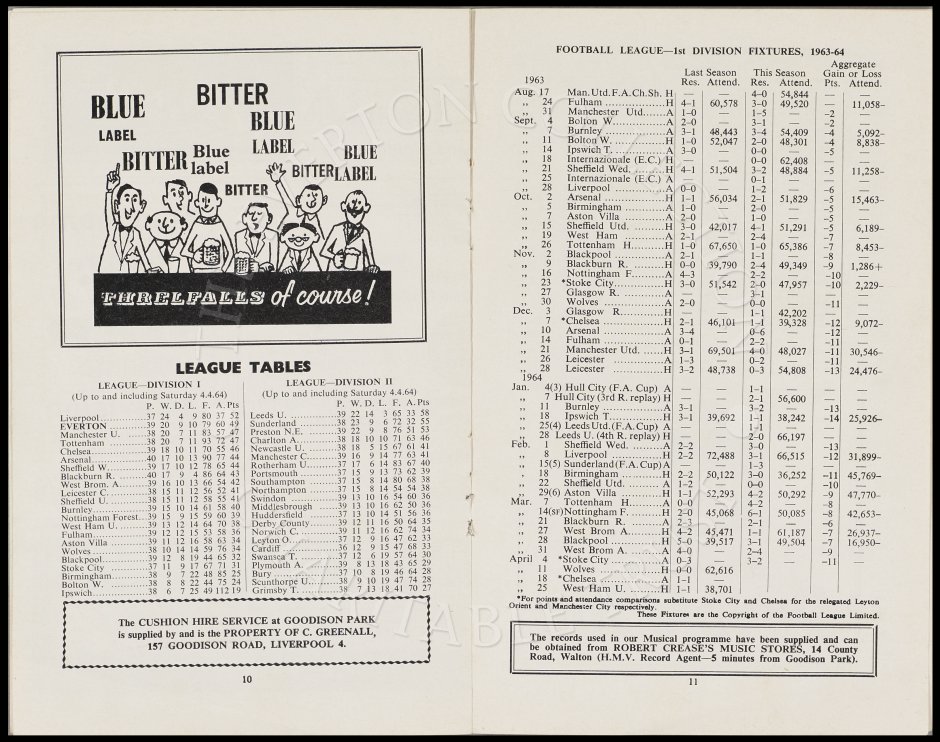 BLUE
LABEL
BITTER
BLUE
LABEL
BITTER Blue
label
BITTER
BITTER BLUE
LABEL
THRELFALLS of course!
LEAGUE TABLES
LEAGUE—DIVISION I
(Up to and including Saturday 4.4.64)
P. W. D. L. F. A. Pts
Liverpool 37 24 4 9 80 37 52
EVERTON 39 20 9 10 79 60 49
Manchester U. 38 20 7 11 83 57 47
Tottenham 38 20 7 11 93 72 47
Chelsea 39 18 10 11 70 55 46
Arsenal 40 17 10 13 90 77 44
Sheffield W. 39 17 10 12 78 65 44
Blackburn R. 40 17 9 4 86 64 43
West Brom. A. 39 16 10 13 66 54 42
Leicester C. 38 15 11 12 56 52 41
Sheffield U. 38 15 11 12 58 55 41
Burnley 39 15 10 14 61 58 40
Nottingham Forest 39 15 9 15 59 60 39
West Ham U. 39 13 12 14 64 70 38
Fulham 39 12 12 15 53 58 36
Aston Villa 39 11 12 16 58 63 34
Wolves 38 10 14 14 59 76 34
Blackpool 39 12 8 19 44 65 32
Stoke City 37 11 9 17 67 71 31
Birmingham 38 9 7 22 48 85 25
Bolton W. 38 8 8 22 44 75 24
Ipswich 38 6 7 25 49 112 19
LEAGUE—DIVISION II
(Up to and including Saturday 4.4.64)
P. W. D. L. F. A. Pts
Leeds U. 39 22 14 3 65 33 58
Sunderland 38 23 9 6 72 32 55
Preston N.E. 39 22 9 8 76 51 53
Charlton A. 38 18 10 10 71 63 46
Newcastle U. 38 18 5 15 67 61 41
Manchester C. 39 16 9 14 77 63 41
Rotherham U 37 17 6 14 83 67 40
Portsmouth 37 15 9 13 73 62 39
Southampton 37 15 8 14 80 68 38
Northampton 37 15 8 14 54 54 38
Swindon 39 13 10 16 54 60 36
Middlesbrough 39 13 10 16 62 50 36
Huddersfield 37 13 10 14 51 56 36
Derby County 39 12 11 16 50 64 35
Norwich C. 39 11 12 16 62 74 34
Leyton O. 37 12 9 16 47 62 33
Cardiff 36 12 9 15 47 68 33
Swansea T. 37 12 6 19 57 64 30
Plymouth A. 39 8 13 18 43 65 29
Bury 37 10 8 19 46 64 28
Scunthorpe U. 38 9 10 19 47 74 28
Grimsby T. 38 7 13 18 41 70 27
The CUSHION HIRE SERVICE at GOODISON PARK
is supplied by and is the PROPERTY OF C. GREENALL,
157 GOODISON ROAD, LIVERPOOL 4.
10
FOOTBALL LEAGUE—1st DIVISION FIXTURES, 1963-64
Last Season This Season Aggregate Gain or Loss
Res. Attend. Res. Attend. Pts. Attend.
1963
Aug. 17 Man. Utd. F.A.Ch.Sh. H — — 4–0 54,844 — —
,, 24 Fulham H 4–1 60,578 3–0 49,520 — 11,058–
,, 31 Manchester Utd. A 1–0 — 1–5 — –2 —
Sept. 4 Bolton W. A 2–0 — 3–1 — –2 —
,, 7 Burnley H 3–1 48,443 3–4 54,409 –4 5,092–
,, 11 Bolton W. H 1–0 52,047 2–0 48,301 –4 8,838–
,, 14 Ipswich T. A 3–0 — 0–0 — –5 —
,, 18 Internazionale (E.C.) H — — 0–0 62,408 — —
,, 21 Sheffield Wed. H 4–1 51,504 3–2 48,884 –5 11,258–
,, 25 Internazionale (E.C.) A — — 0–1 — — —
,, 28 Liverpool A 0–0 — 1–2 — –6 —
Oct. 2 Arsenal H 1–1 56,034 2–1 51,829 –5 15,463–
,, 5 Birmingham A 1–0 — 2–0 — –5 —
,, 7 Aston Villa A 2–0 — 1–0 — –5 —
,, 15 Sheffield Utd. H 3–0 42,017 4–1 51,291 –5 6,189–
,, 19 West Ham A 2–1 — 2–4 — –7 —
,, 26 Tottenham H. H 1–0 67,650 1–0 65,386 –7 8,453–
Nov. 2 Blackpool A 2–1 — 1–1 — –8 —
,, 9 Blackburn R. H 0–0 39,790 2–4 49,349 –9 1,286+
,, 16 Nottingham F. A 4–3 — 2–2 — –10 —
,, 23 *Stoke City H 3–0 51,542 2–0 47,957 –10 2,229–
,, 27 Glasgow R. A — — 3–1 — — —
,, 30 Wolves A 2–0 — 0–0 — –11 —
Dec. 3 Glasgow R. H — — 1–1 42,202 — —
,, 7 *Chelsea H 2–1 46,101 1–1 39,328 –12 9,072–
,, 10 Arsenal A 3–4 — 0–6 — –12 —
,, 14 Fulham A 0–1 — 2–2 — –11 —
,, 21 Manchester Utd. H 3–1 69,501 4–0 48,027 –11 30,546–
,, 26 Leicester A 1–3 — 0–2 — –11 —
,, 28 Leicester H 3–2 48,738 0–3 54,808 –13 24,476–
1964
Jan. 4(3) Hull City (F.A. Cup) A — — 1–1 — — —
,, 7 Hull City (3rd R. replay) H — — 2–1 56,600 — —
,, 11 Burnley A 3–1 — 3–2 — –13 —
,, 18 Ipswich T. H 3–1 39,692 1–1 38,242 –14 25,926–
,, 25(4) Leeds Utd. (F.A. Cup) A — — 1–1 — — —
,, 28 Leeds U. (4th R. replay) H — — 2–0 66,197 — —
Feb. 1 Sheffield Wed. A 2–2 — 3–0 — –13 —
,, 8 Liverpool H 2–2 72,488 3–1 66,515 –12 31,899–
,, 15(5) Sunderland (F.A. Cup) A — — 1–3 — — —
,, 18 Birmingham H 2–2 50,122 3–0 36,252 –11 45,769–
,, 22 Sheffield Utd. A 1–2 — 0–0 — –10 —
,, 29(6) Aston Villa H 1–1 52,293 4–2 50,292 –9 47,770–
Mar. 7 Tottenham H. A 0–0 — 4–2 — –8 —
,, 14(sf) Nottingham F. H 2–0 45,068 6–1 50,085 –8 42,653–
,, 21 Blackburn R. A 2–3 — 2–1 — –6 —
,, 27 West Brom A. H 4–2 45,471 1–1 61,187 –7 26,937–
,, 28 Blackpool H 5–0 39,517 3–1 49,504 –7 16,950–
,, 31 West Brom A. A 4–0 — 2–4 — –9 —
April 4 *Stoke City A 0–3 — 3–2 — –11 —
,, 11 Wolves H 0–0 62,616
,, 18 *Chelsea A 1–1 —
,, 25 West Ham U. H 1–1 38,701
*For points and attendance comparisons substitute Stoke City and Chelsea for the relegated Leyton
Orient and Manchester City respectively.
These Fixtures are the Copyright of the Football League Limited.
The records used in our Musical programme have been supplied and can
be obtained from ROBERT CREASE'S MUSIC STORES, 14 County
Road, Walton (H.M.V. Record Agent—5 minutes from Goodison Park).
11